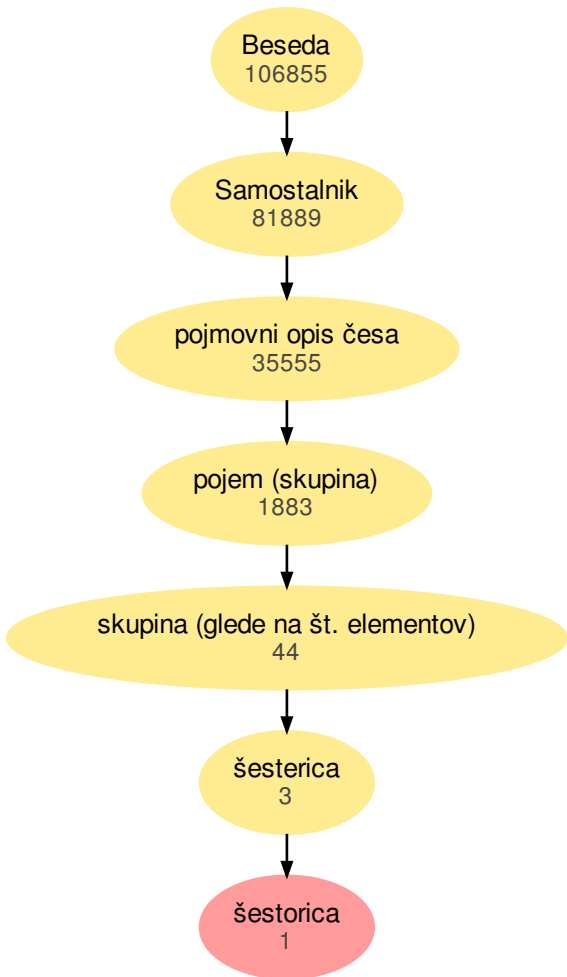 Beseda
106855
Samostalnik
81889
pojmovni opis česa
35555
pojem (skupina)
1883
skupina (glede na št. elementov)
44
šesterica
3
šestorica
1